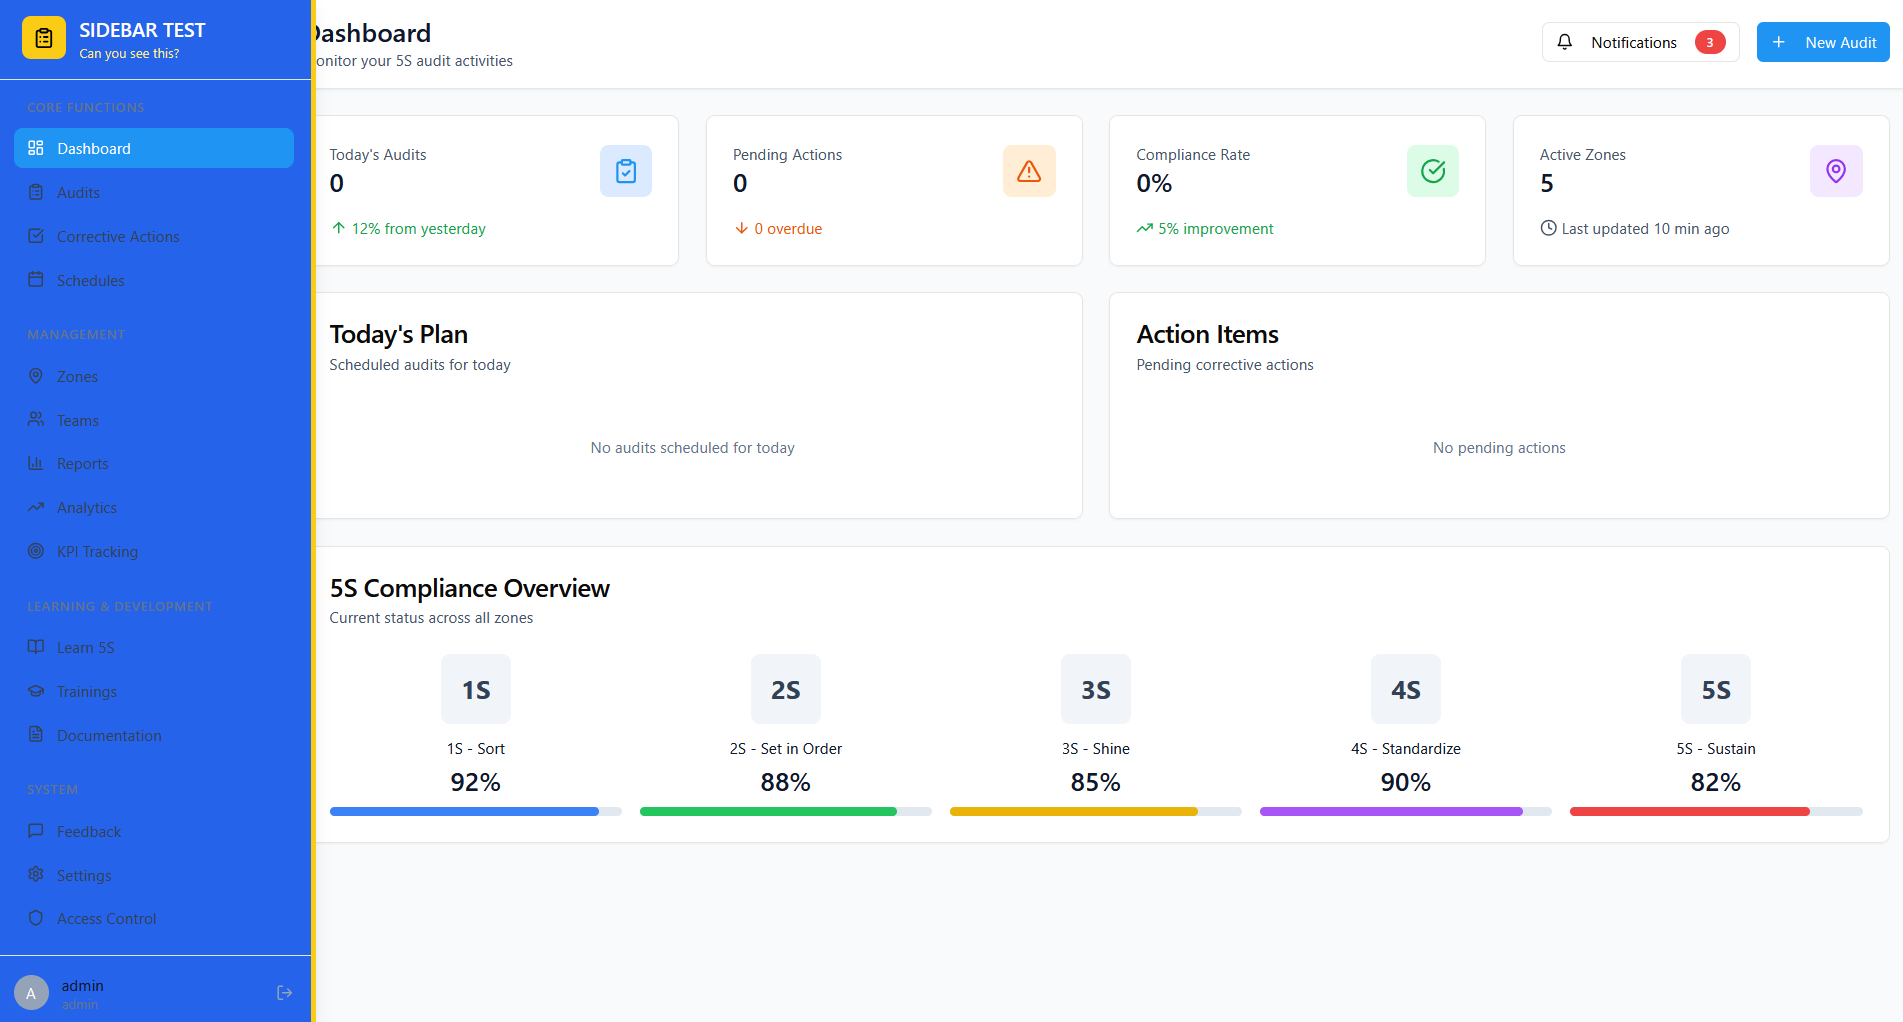 SIDEBAR TEST
Can you see this?
CORE FUNCTIONS
Dashboard
Audits
Corrective Actions
Schedules
MANAGEMENT
Zones
Teams
Reports
Analytics
KPI Tracking
LEARNING & DEVELOPMENT
Learn 5S
Trainings
Documentation
SYSTEM
Feedback
Settings
Access Control
A
admin
admin
Dashboard
onitor your 5S audit activities
Notifications 3
New Audit
Today's Audits
0
12% from yesterday
Pending Actions
0
0 overdue
Compliance Rate
0%
5% improvement
Active Zones
5
Last updated 10 min ago
Today's Plan
Scheduled audits for today
No audits scheduled for today
Action Items
Pending corrective actions
No pending actions
5S Compliance Overview
Current status across all zones
1S
1S - Sort
92%
2S
2S - Set in Order
88%
3S
3S - Shine
85%
4S
4S - Standardize
90%
5S
5S - Sustain
82%